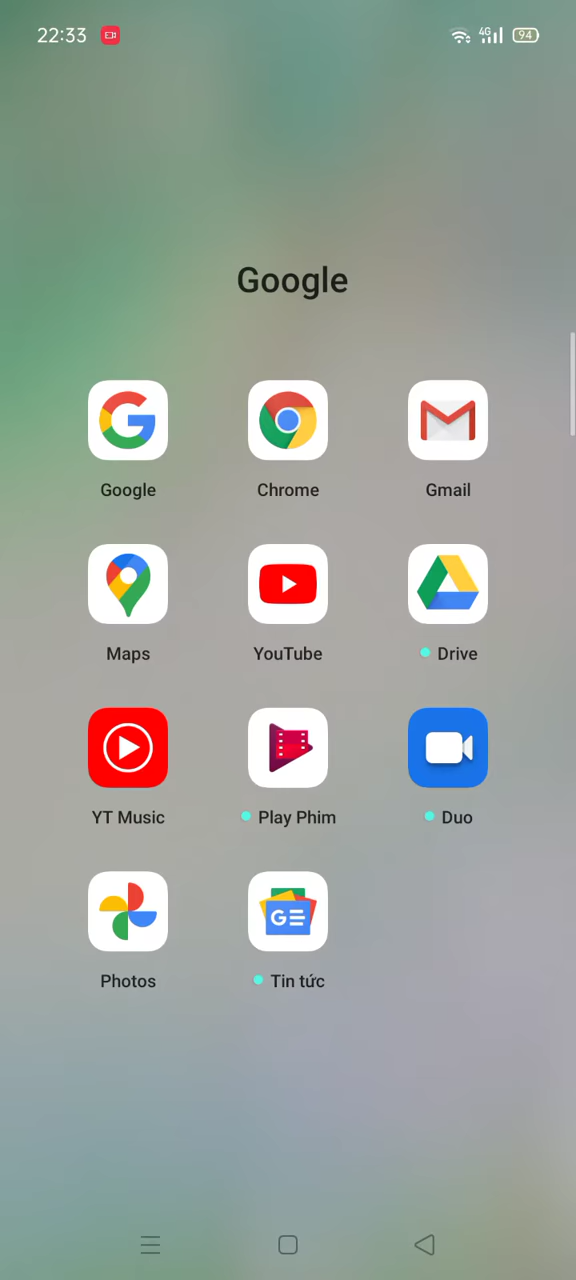 22:33
4G
94
Google
Google
Chrome
Gmail
Maps
YouTube
Drive
YT Music
Play Phim
Duo
Photos
GE
Tin tức